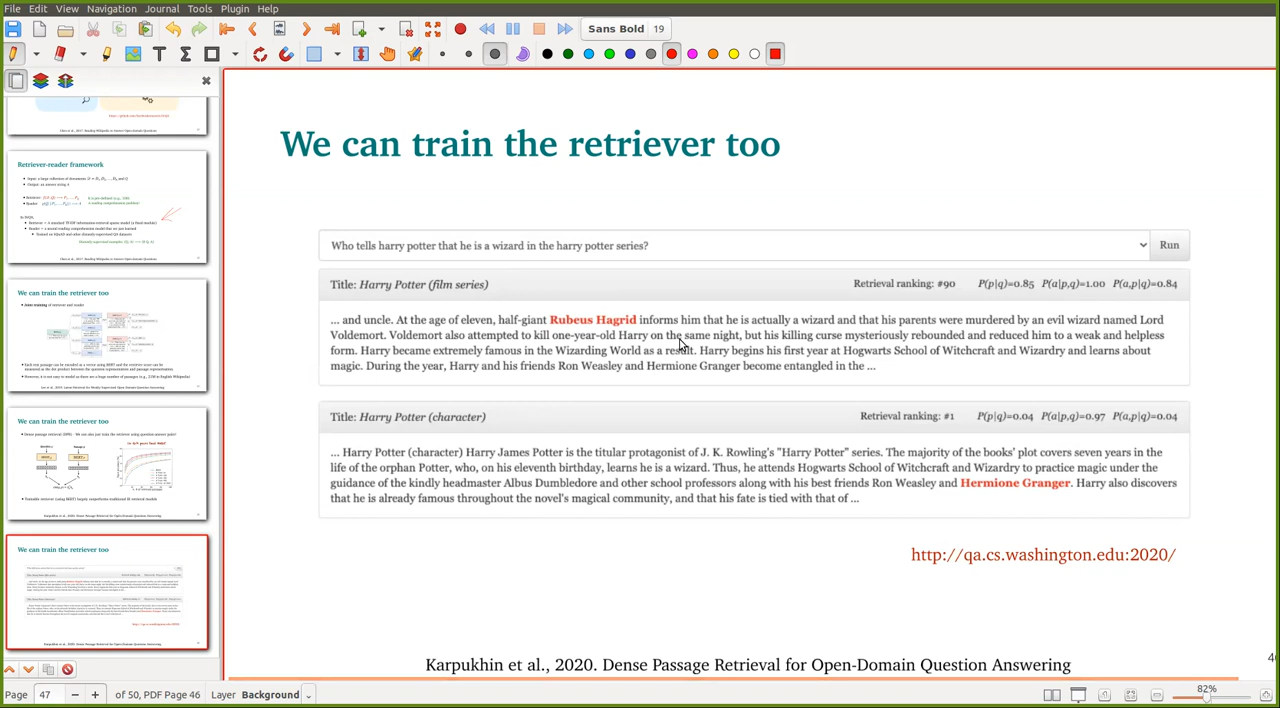 File Edit View Navigation Journal Tools Plugin Help
Sans Bold 19
We can train the retriever too
Who tells harry potter that he is a wizard in the harry potter series?
Run
Title: Harry Potter (film series)
Retrieval ranking: #90 P(p|q)=0.85 P(a|p,q)=1.00 P(a,p|q)=0.84
... and uncle. At the age of eleven, half-giant Rubeus Hagrid informs him that he is actually a wizard and that his parents were murdered by an evil wizard named Lord
Voldemort. Voldemort also attempted to kill one-year-old Harry on the same night, but his killing curse mysteriously rebounded and reduced him to a weak and helpless
form. Harry became extremely famous in the Wizarding World as a result. Harry begins his first year at Hogwarts School of Witchcraft and Wizardry and learns about
magic. During the year, Harry and his friends Ron Weasley and Hermione Granger become entangled in the ...
Title: Harry Potter (character)
Retrieval ranking: #1 P(p|q)=0.04 P(a|p,q)=0.97 P(a,p|q)=0.04
... Harry Potter (character) Harry James Potter is the titular protagonist of J. K. Rowling's "Harry Potter" series. The majority of the books' plot covers seven years in the
life of the orphan Potter, who, on his eleventh birthday, learns he is a wizard. Thus, he attends Hogwarts School of Witchcraft and Wizardry to practice magic under the
guidance of the kindly headmaster Albus Dumbledore and other school professors along with his best friends Ron Weasley and Hermione Granger. Harry also discovers
that he is already famous throughout the novel's magical community, and that his fate is tied with that of ...
http://qa.cs.washington.edu:2020/
Karpukhin et al., 2020. Dense Passage Retrieval for Open-Domain Question Answering
Retriever-reader framework
We can train the retriever too
We can train the retriever too
We can train the retriever too
Page 47 of 50, PDF Page 46 Layer Background
82%